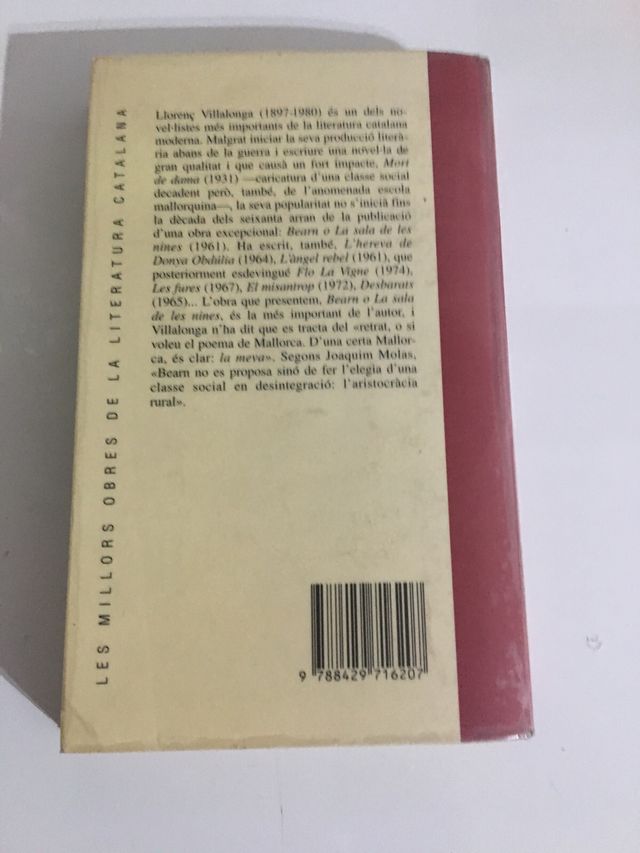 LES MILLORS OBRES DE LA LITERATURA CATALANA
Llorenç Villalonga (1897-1980) és un dels no-
vel·listes més importants de la literatura catalana
moderna. Malgrat iniciar la seva producció literà-
ria abans de la guerra i escriure una novel·la de
gran qualitat i que causà un fort impacte, Mort
de dama (1931) —caricatura d'una classe social
decadent però, també, de l'anomenada escola
mallorquina—, la seva popularitat no s'inicià fins
la dècada dels seixanta arran de la publicació
d'una obra excepcional: Bearn o La sala de les
nines (1961). Ha escrit, també, L'hereva de
Donya Obdúlia (1964), L'àngel rebel (1961), que
posteriorment esdevingué Flo La Vigne (1974),
Les fures (1967), El misantrop (1972), Desbarats
(1965)... L'obra que presentem, Bearn o La sala
de les nines, és la més important de l'autor, i
Villalonga n'ha dit que es tracta del «retrat, o si
voleu el poema de Mallorca. D'una certa Mallor-
ca, és clar: la meva». Segons Joaquim Molas,
«Bearn no es proposa sinó de fer l'elegia d'una
classe social en desintegració: l'aristocràcia
rural».
9 788429 716207